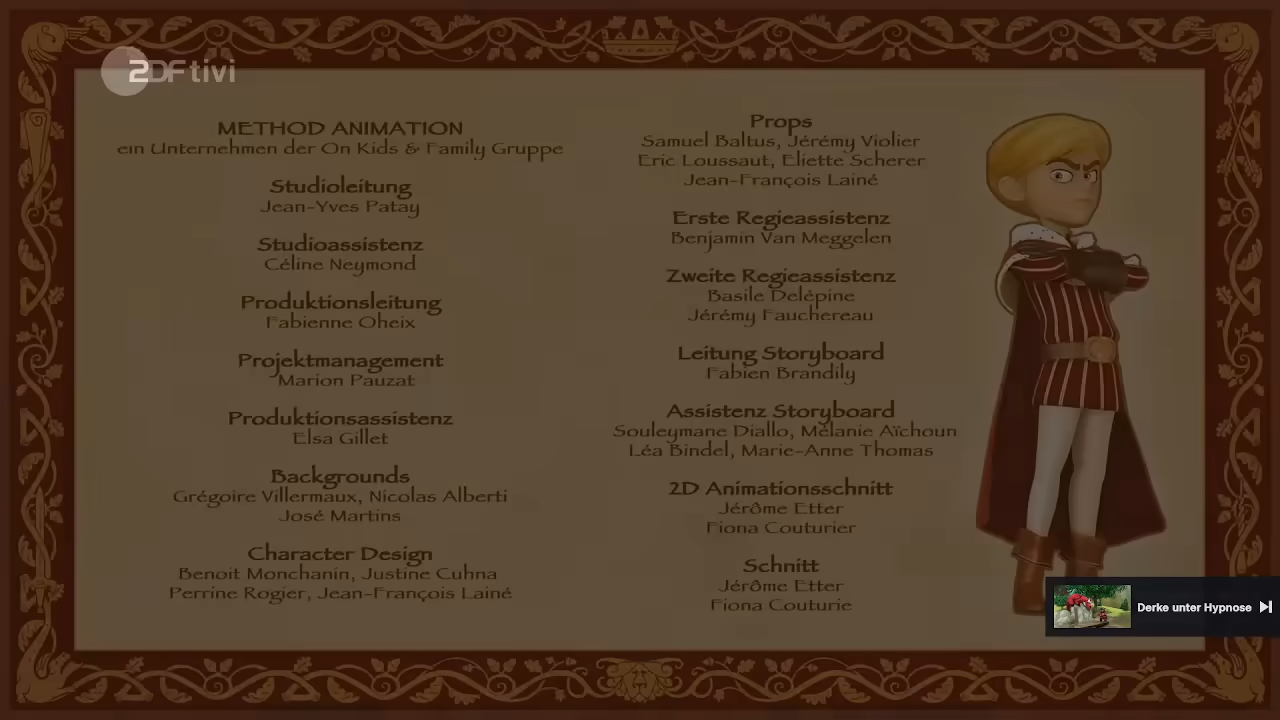 ZDFtivi
METHOD ANIMATION
ein Unternehmen der On Kids & Family Gruppe
Studioleitung
Jean-Yves Patay
Studioassistenz
Céline Neymond
Produktionsleitung
Fabienne Oheix
Projektmanagement
Marion Pauzat
Produktionsassistenz
Elsa Gillet
Backgrounds
Grégoire Villermaux, Nicolas Alberti
José Martins
Character Design
Benoit Monchanin, Justine Cuhna
Perrine Rogier, Jean-François Lainé
Props
Samuel Baltus, Jérémy Violier
Eric Loussaut, Eliette Scherer
Jean-François Lainé
Erste Regieassistenz
Benjamin Van Meggelen
Zweite Regieassistenz
Basile Delépine
Jérémy Fauchereau
Leitung Storyboard
Fabien Brandily
Assistenz Storyboard
Souleymane Diallo, Mélanie Aïchoun
Léa Bindel, Marie-Anne Thomas
2D Animationsschnitt
Jérôme Etter
Fiona Couturier
Schnitt
Jérôme Etter
Fiona Couturie
Derke unter Hypnose